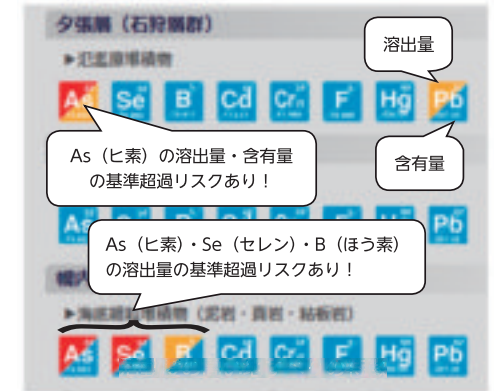 夕張層（石狩層群）
溶出量
▶氾濫原堆積物
As Se B Cd Cr F Hg Pb
As（ヒ素）の溶出量・含有量
の基準超過リスクあり！
含有量
As Pb
As（ヒ素）・Se（セレン）・B（ほう素）
の溶出量の基準超過リスクあり！
幌内
▶海底 堆積物（泥岩・頁岩・粘板岩）
As Se B Cd Cr F Hg Pb